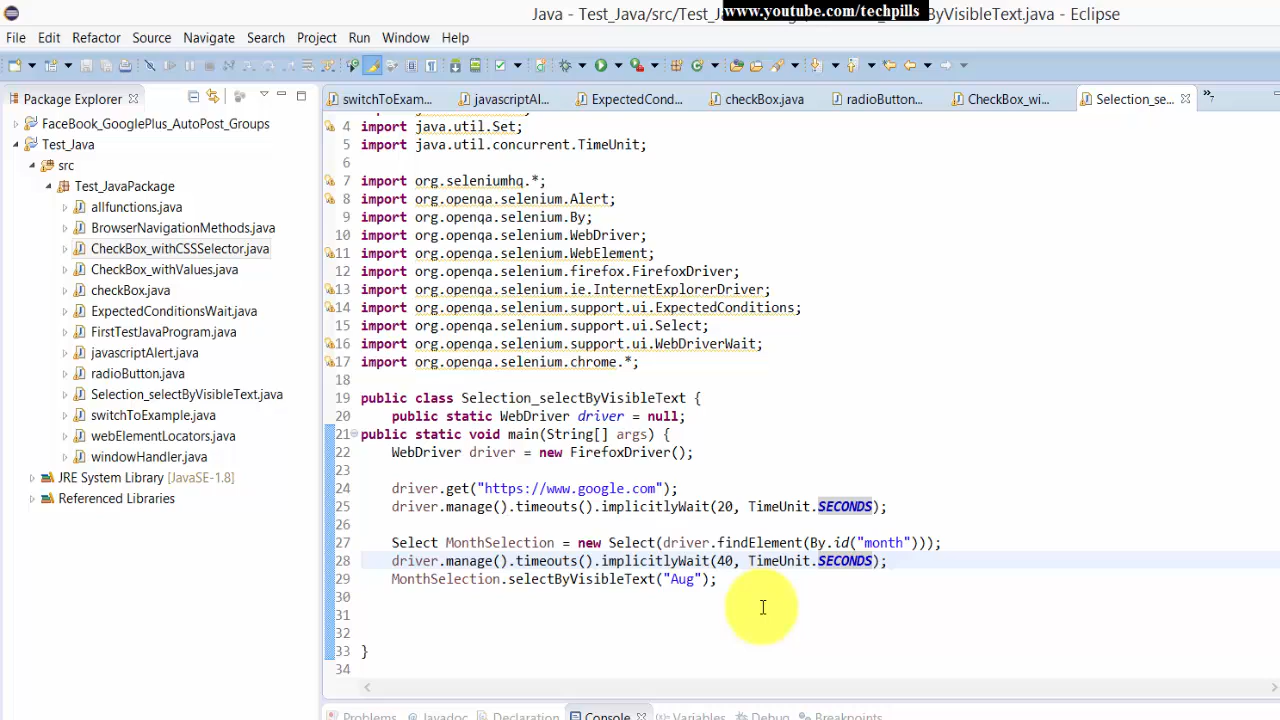 Java - Test_Java/src/Test_Ja
www.youtube.com/techpills
ByVisibleText.java - Eclipse
File Edit Refactor Source Navigate Search Project Run Window Help
Package Explorer
switchToExam...
javascriptAl...
ExpectedCond...
checkBox.java
radioButton...
CheckBox_wi...
Selection_se...
»7
FaceBook_GooglePlus_AutoPost_Groups
Test_Java
src
Test_JavaPackage
allfunctions.java
BrowserNavigationMethods.java
CheckBox_withCSSSelector.java
CheckBox_withValues.java
checkBox.java
ExpectedConditionsWait.java
FirstTestJavaProgram.java
javascriptAlert.java
radioButton.java
Selection_selectByVisibleText.java
switchToExample.java
webElementLocators.java
windowHandler.java
JRE System Library [JavaSE-1.8]
Referenced Libraries
4 import java.util.Set;
5 import java.util.concurrent.TimeUnit;
6
7 import org.seleniumhq.*;
8 import org.openqa.selenium.Alert;
9 import org.openqa.selenium.By;
10 import org.openqa.selenium.WebDriver;
11 import org.openqa.selenium.WebElement;
12 import org.openqa.selenium.firefox.FirefoxDriver;
13 import org.openqa.selenium.ie.InternetExplorerDriver;
14 import org.openqa.selenium.support.ui.ExpectedConditions;
15 import org.openqa.selenium.support.ui.Select;
16 import org.openqa.selenium.support.ui.WebDriverWait;
17 import org.openqa.selenium.chrome.*;
18
19 public class Selection_selectByVisibleText {
20 public static WebDriver driver = null;
21 public static void main(String[] args) {
22 WebDriver driver = new FirefoxDriver();
23
24 driver.get("https://www.google.com");
25 driver.manage().timeouts().implicitlyWait(20, TimeUnit.SECONDS);
26
27 Select MonthSelection = new Select(driver.findElement(By.id("month")));
28 driver.manage().timeouts().implicitlyWait(40, TimeUnit.SECONDS);
29 MonthSelection.selectByVisibleText("Aug");
30
31
32
33 }
34
Problems Javadoc Declaration Console Variables Debug Breakpoints